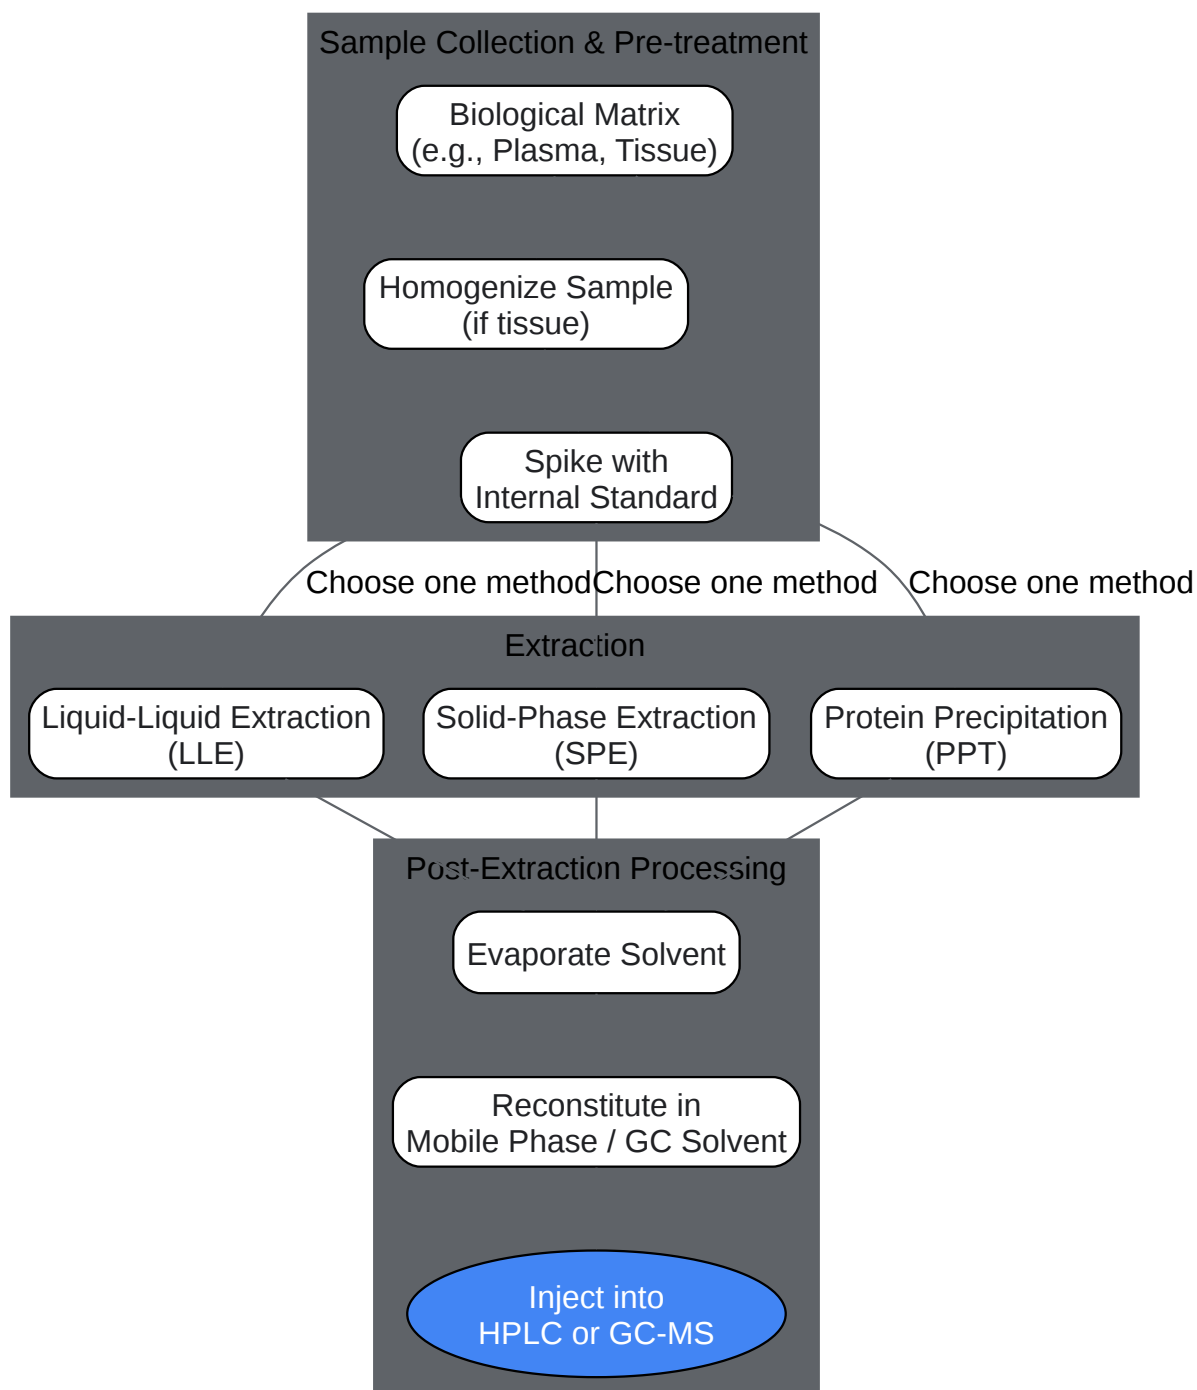 Sample Collection & Pre-treatment
Biological Matrix
(e.g., Plasma, Tissue)
Homogenize Sample
(if tissue)
Spike with
Internal Standard
Choose one method
Choose one method
Choose one method
Extraction
Liquid-Liquid Extraction
(LLE)
Solid-Phase Extraction
(SPE)
Protein Precipitation
(PPT)
Post-Extraction Processing
Evaporate Solvent
Reconstitute in
Mobile Phase / GC Solvent
Inject into
HPLC or GC-MS